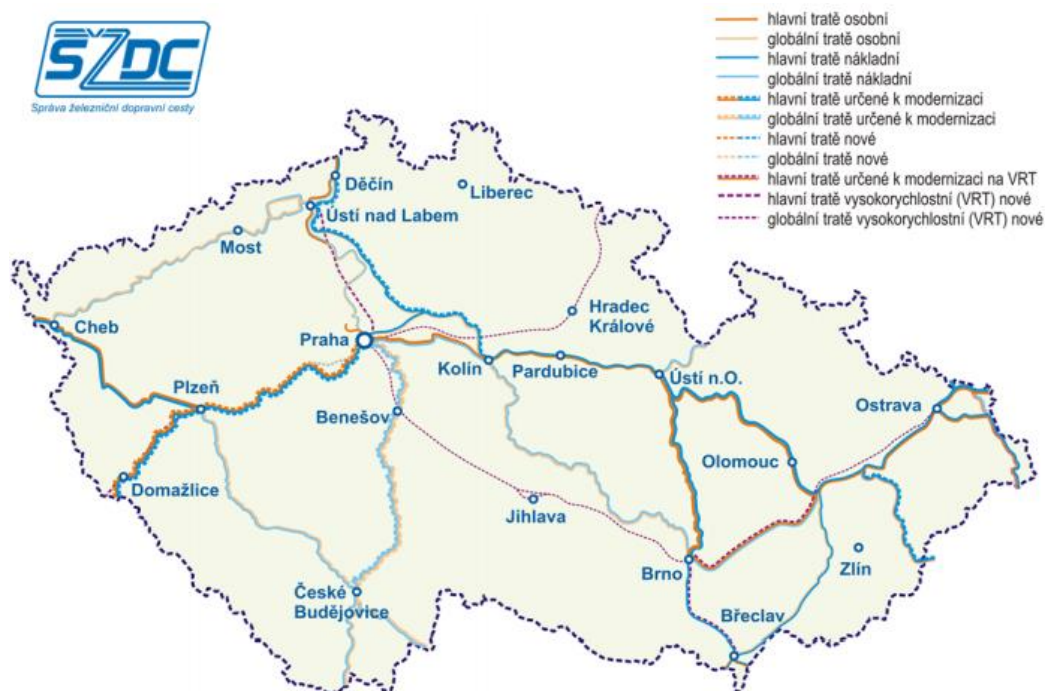 SŽDC
Správa železniční dopravní cesty
hlavní tratě osobní
globální tratě osobní
hlavní tratě nákladní
globální tratě nákladní
hlavní tratě určené k modernizaci
globální tratě určené k modernizaci
hlavní tratě nové
globální tratě nové
hlavní tratě určené k modernizaci na VRT
hlavní tratě vysokorychlostní (VRT) nové
globální tratě vysokorychlostní (VRT) nové
Děčín
Liberec
Ústí nad Labem
Most
Cheb
Praha
Hradec
Králové
Kolín
Pardubice
Ústí n.O.
Plzeň
Benešov
Ostrava
Olomouc
Domažlice
Jihlava
Brno
Zlín
České
Budějovice
Břeclav